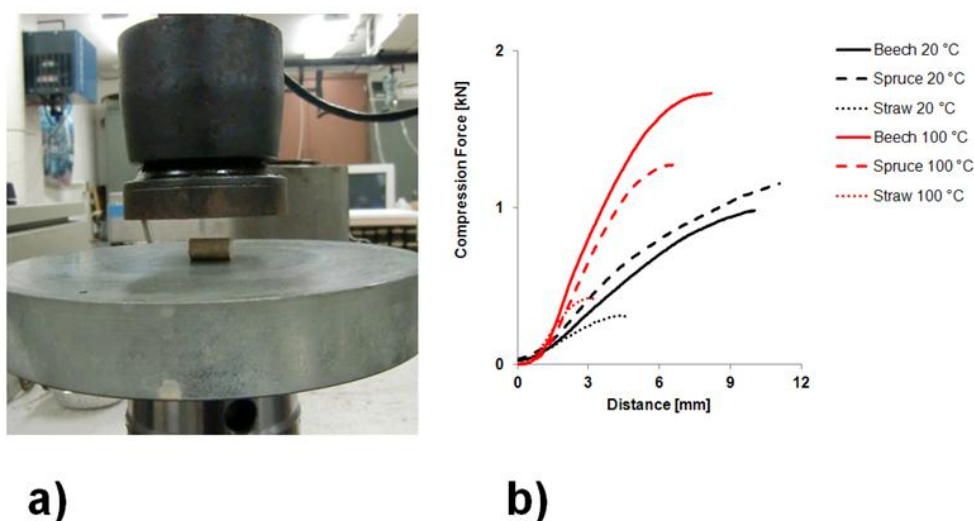 2
1
0
0 3 6 9 12
Compression Force [kN]
Distance [mm]
Beech 20 °C
Spruce 20 °C
Straw 20 °C
Beech 100 °C
Spruce 100 °C
Straw 100 °C
a)
b)